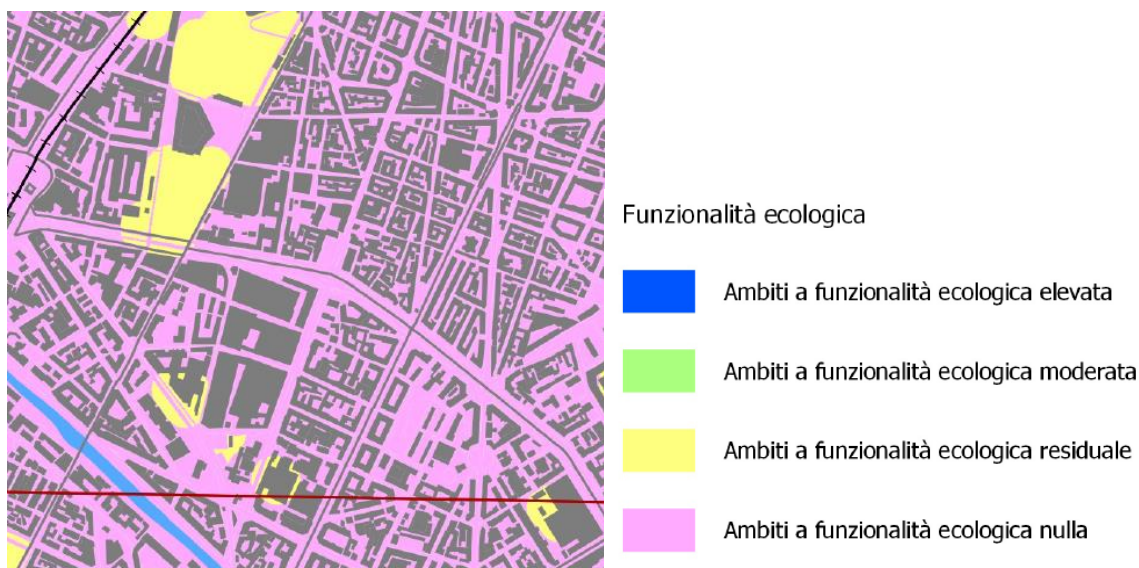 Funzionalità ecologica
Ambiti a funzionalità ecologica elevata
Ambiti a funzionalità ecologica moderata
Ambiti a funzionalità ecologica residuale
Ambiti a funzionalità ecologica nulla